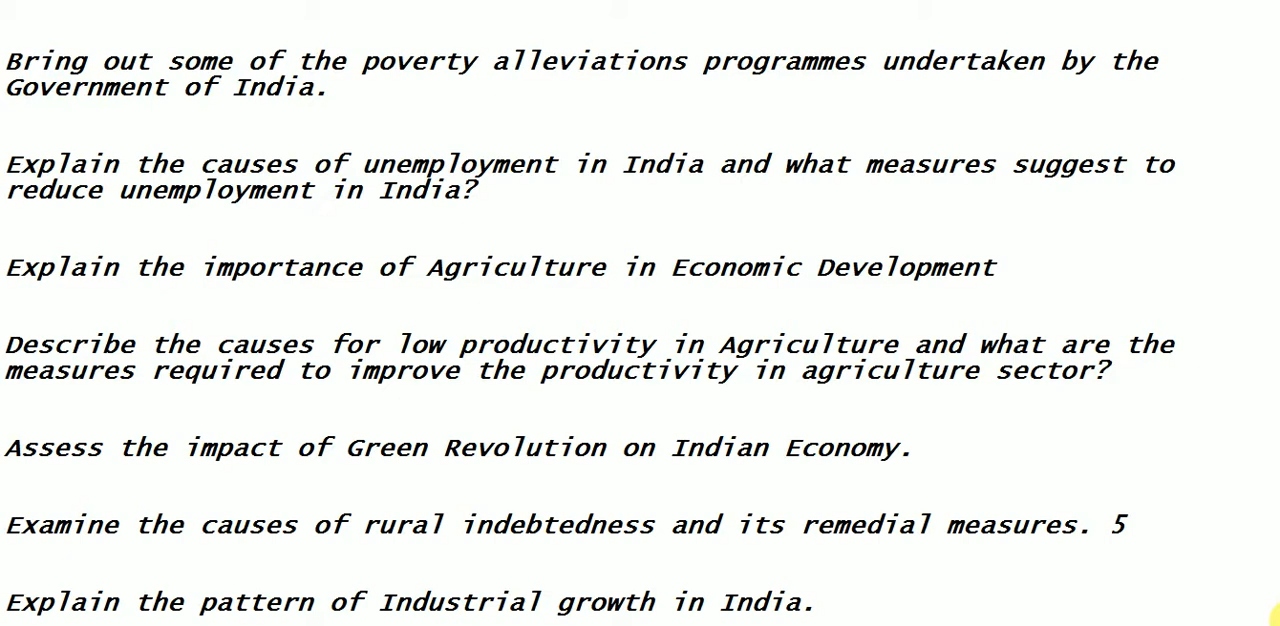 Bring out some of the poverty alleviations programmes undertaken by the
Government of India.
Explain the causes of unemployment in India and what measures suggest to
reduce unemployment in India?
Explain the importance of Agriculture in Economic Development
Describe the causes for low productivity in Agriculture and what are the
measures required to improve the productivity in agriculture sector?
Assess the impact of Green Revolution on Indian Economy.
Examine the causes of rural indebtedness and its remedial measures. 5
Explain the pattern of Industrial growth in India.